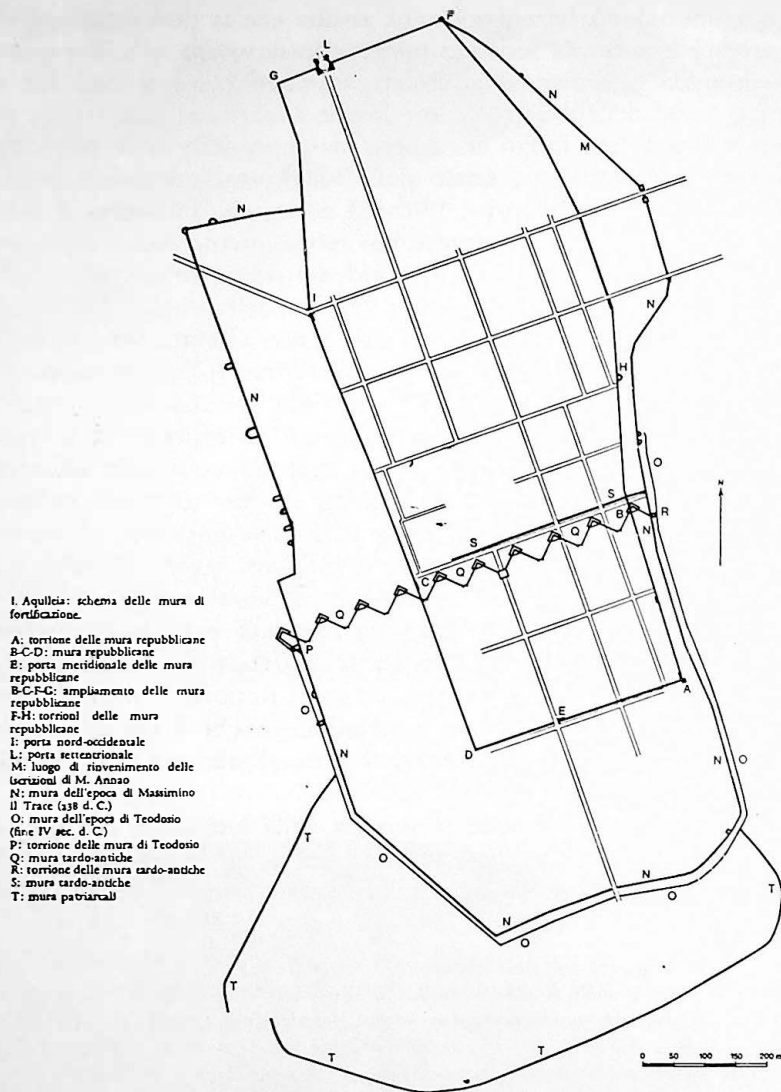 F
L
G
N
M
N
I
N
H
N
O
S
B
R
N
S
Q
C
Q
Q
P
A
E
D
O
N
N
O
T
O
N
N
O
O
T
T
T
T
T
N
1. Aquileia: schema delle mura di
fortificazione.
A: torrione delle mura repubblicane
B-C-D: mura repubblicane
E: porta meridionale delle mura
repubblicane
B-C-F-G: ampliamento delle mura
repubblicane
F-H: torrioni delle mura
repubblicane
I: porta nord-occidentale
L: porta settentrionale
M: luogo di rinvenimento delle
iscrizioni di M. Annao
N: mura dell'epoca di Massimino
il Trace (238 d. C.)
O: mura dell'epoca di Teodosio
(fine IV sec. d. C.)
P: torrione delle mura di Teodosio
Q: mura tardo-antiche
R: torrione delle mura tardo-antiche
S: mura tardo-antiche
T: mura patriarcali
0 50 100 150 200 m